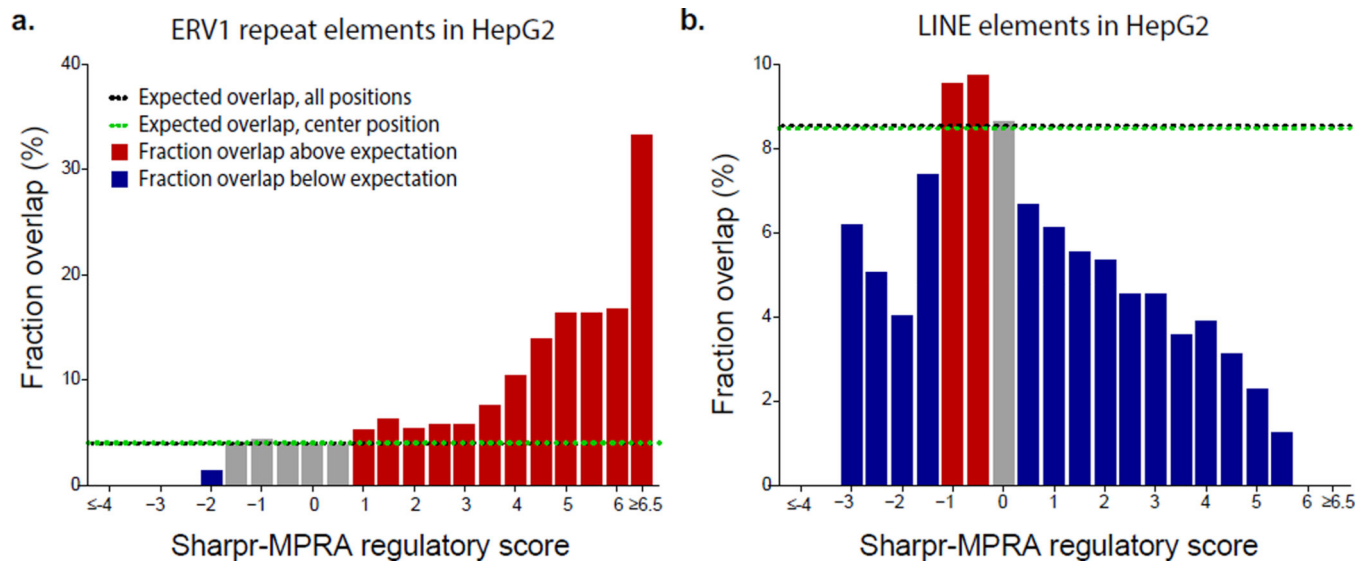 a.
ERV1 repeat elements in HepG2
Fraction overlap (%)
40
30
20
10
0
Expected overlap, all positions
Expected overlap, center position
Fraction overlap above expectation
Fraction overlap below expectation
≤-4 −3 −2 −1 0 1 2 3 4 5 6 ≥6.5
Sharpr-MPRA regulatory score
b.
LINE elements in HepG2
Fraction overlap (%)
10
8
6
4
2
0
≤-4 −3 −2 −1 0 1 2 3 4 5 6 ≥6.5
Sharpr-MPRA regulatory score